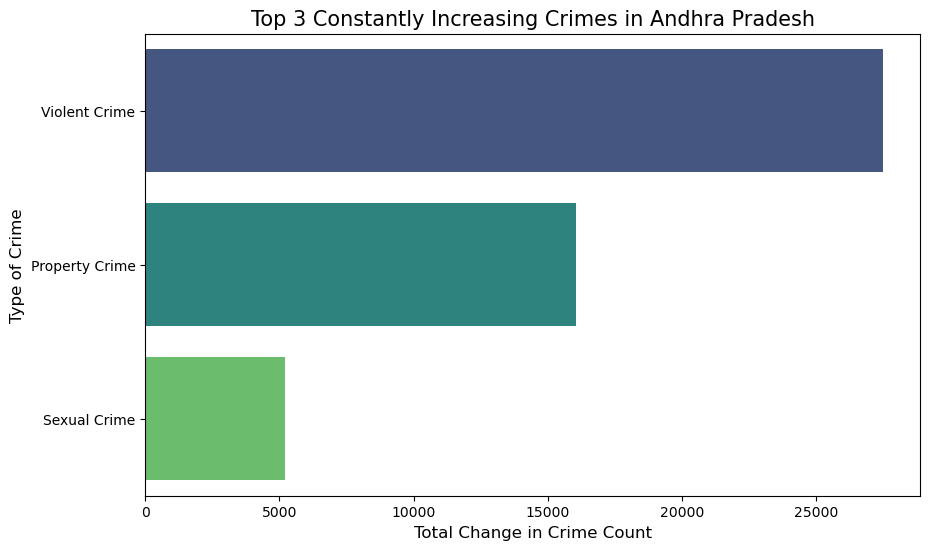 Top 3 Constantly Increasing Crimes in Andhra Pradesh
Type of Crime
Violent Crime
Property Crime
Sexual Crime
0 5000 10000 15000 20000 25000
Total Change in Crime Count